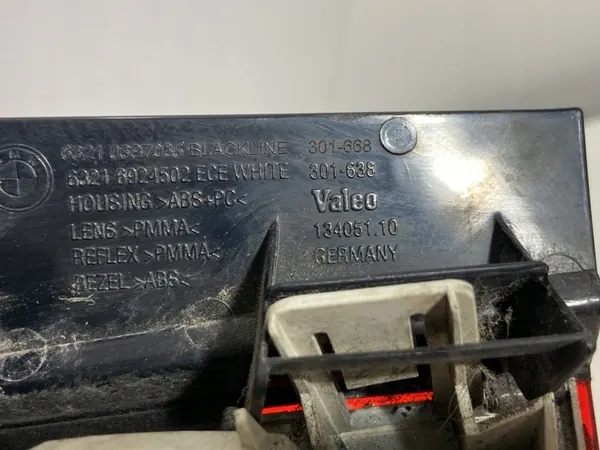 BLACKLINE 301-668
6321 6924502 ECE WHITE 301-638
HOUSING >ABS+PC< Valeo
LENS >PMMA< 134051.10
REFLEX >PMMA< GERMANY
BEZEL >ABS<